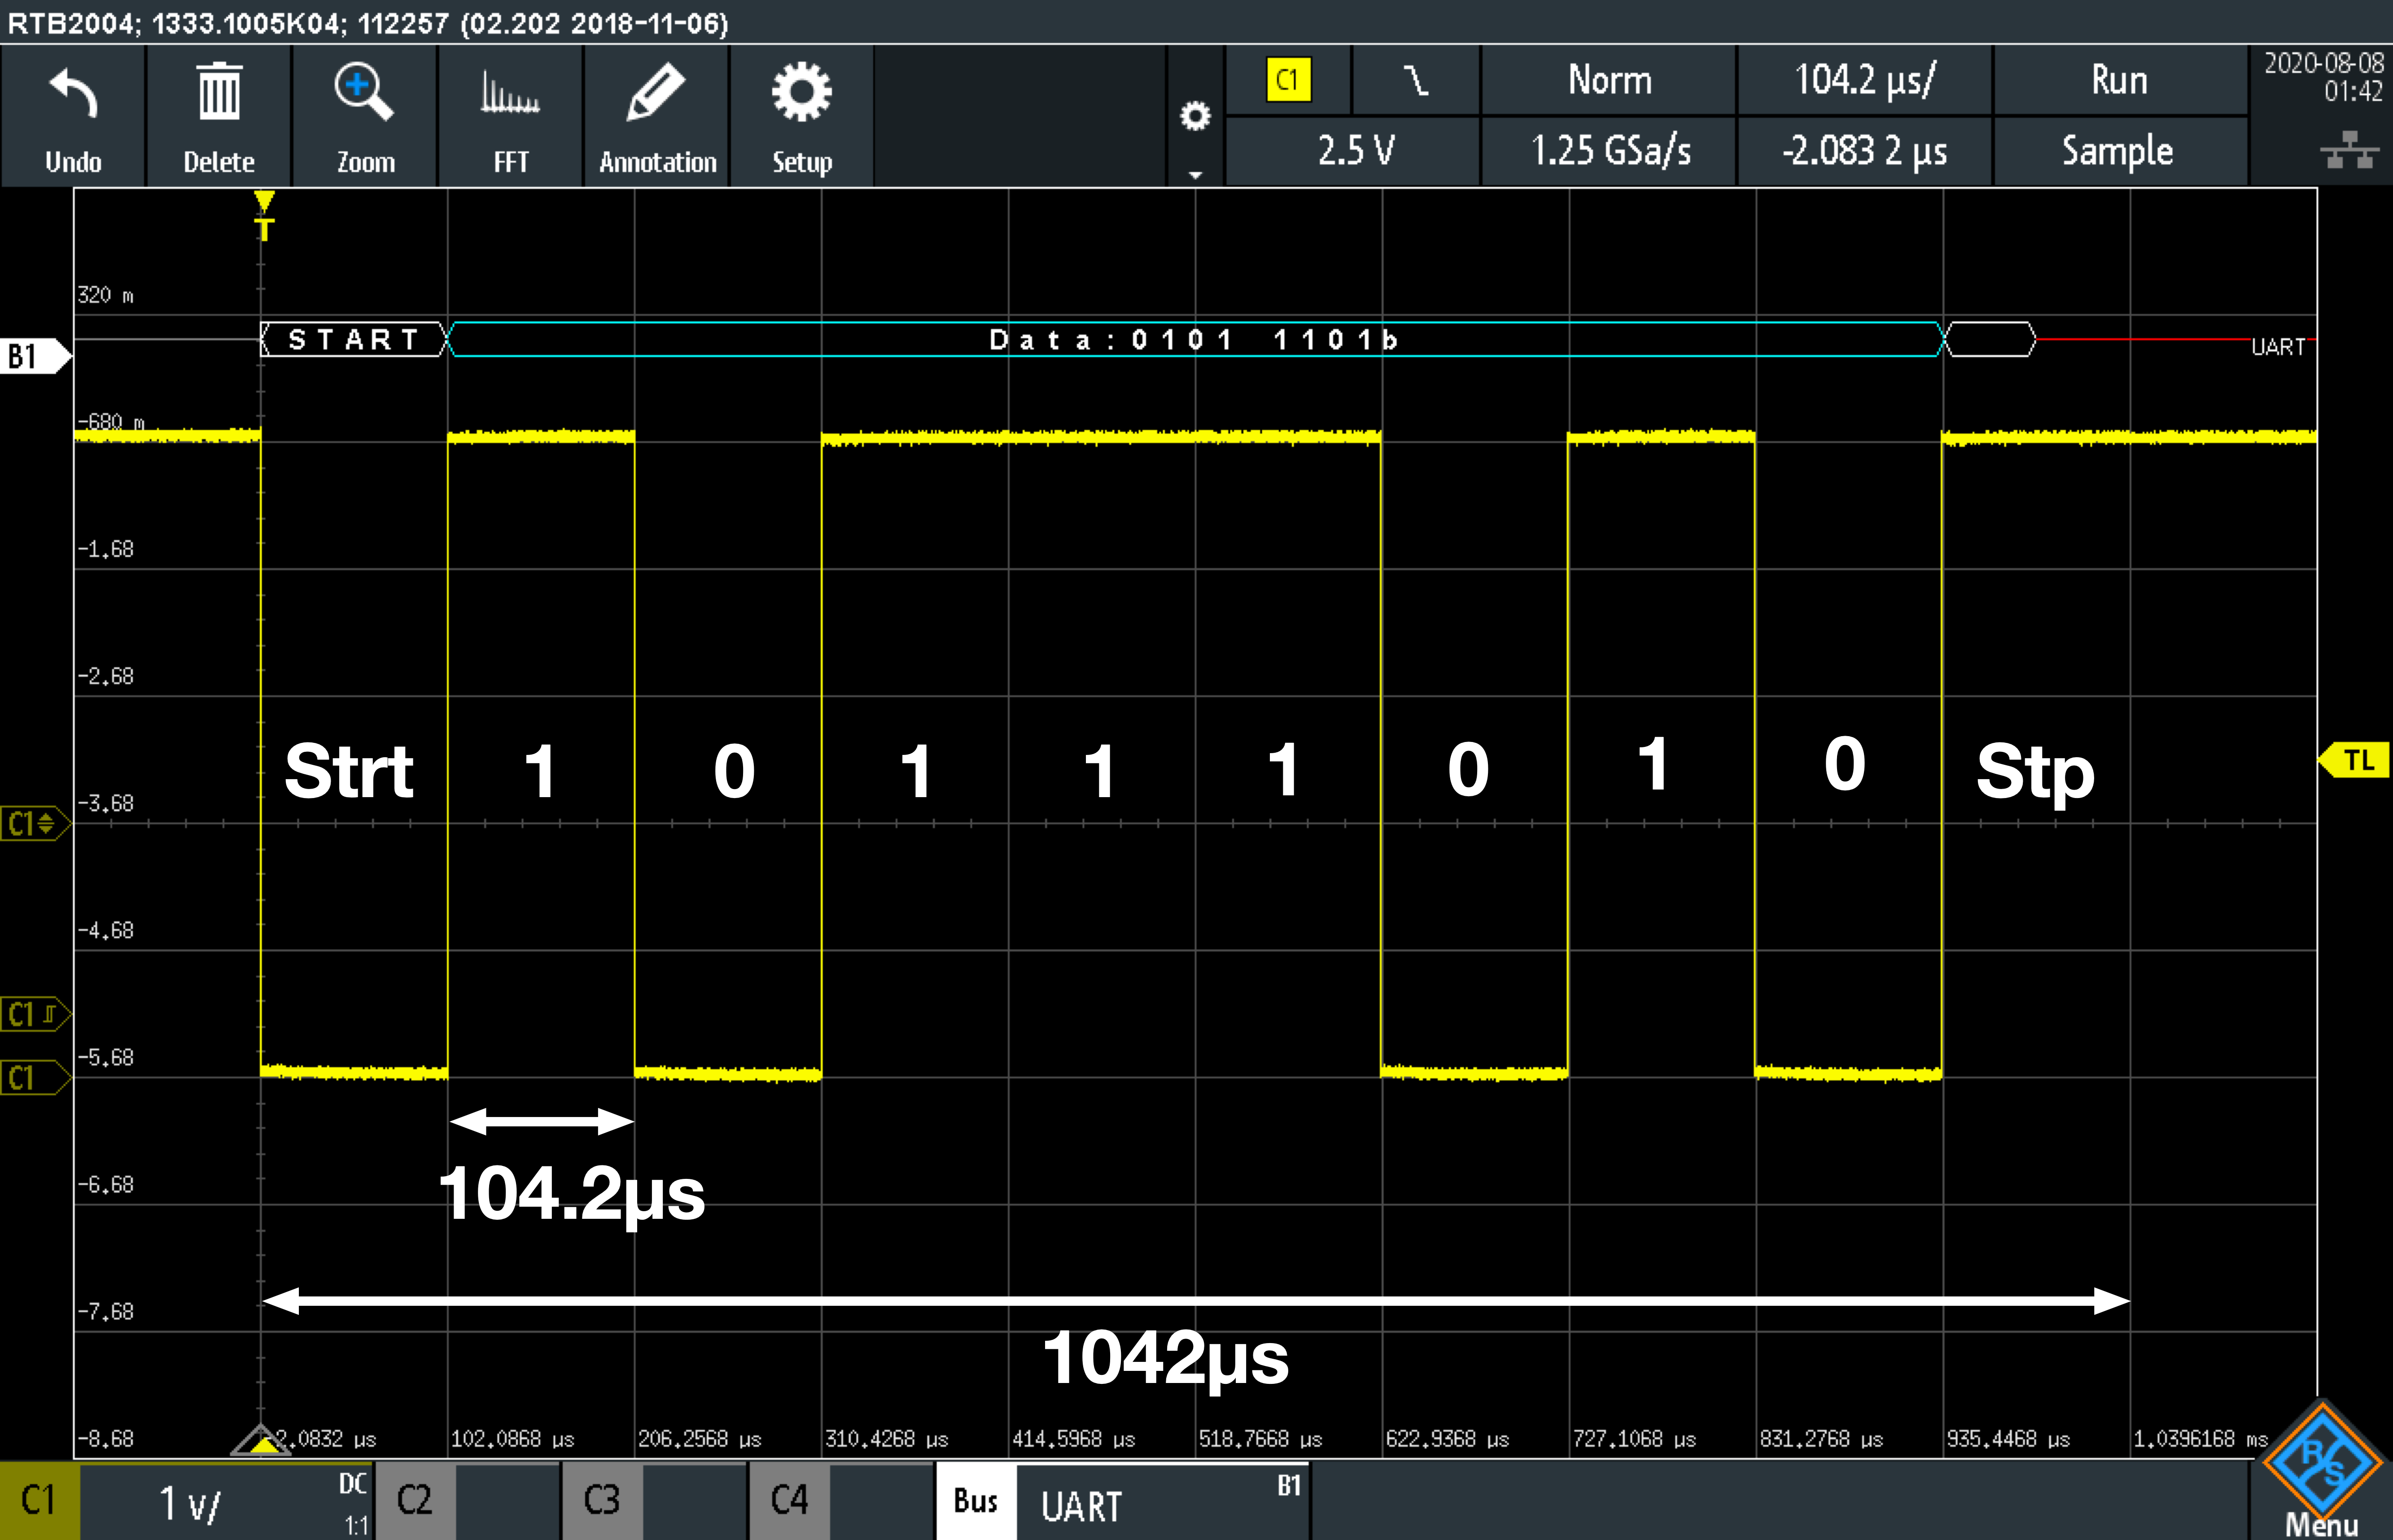 RTB2004; 1333.1005K04; 112257 (02.202 2018-11-06)
Undo
Delete
Zoom
FFT
Annotation
Setup
C1
Norm
104.2 µs/
Run
2.5 V
1.25 GSa/s
-2.083 2 µs
Sample
2020-08-08
01:42
T
320 m
B1
START
Data:0101 1101b
UART
-680 m
-1.68
-2.68
Strt 1 0 1 1 1 0 1 0 Stp
TL
-3.68
C1
-4.68
C1
-5.68
C1
104.2µs
-6.68
-7.68
1042µs
-8.68
-2.0832 µs
102.0868 µs
206.2568 µs
310.4268 µs
414.5968 µs
518.7668 µs
622.9368 µs
727.1068 µs
831.2768 µs
935.4468 µs
1.0396168 ms
C1
1 V/
DC
1:1
C2
C3
C4
Bus
UART
B1
R&S
Menu